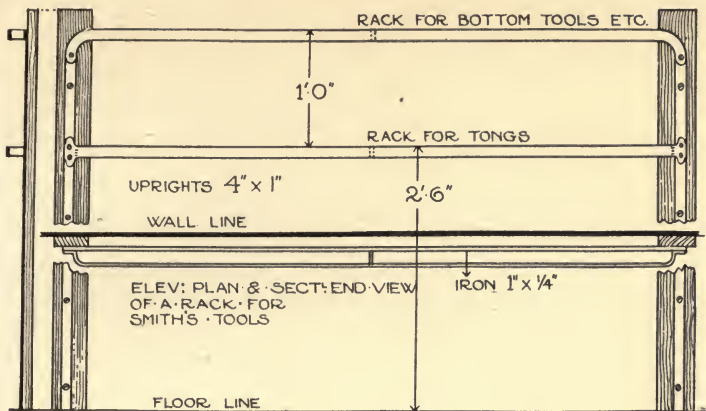 RACK FOR BOTTOM TOOLS ETC.
1'·0"
RACK FOR TONGS
UPRIGHTS 4" x 1"
2'·6"
WALL LINE
ELEV: PLAN & SECT: END VIEW
OF A RACK FOR
SMITH'S TOOLS
IRON 1" x 1/4"
FLOOR LINE